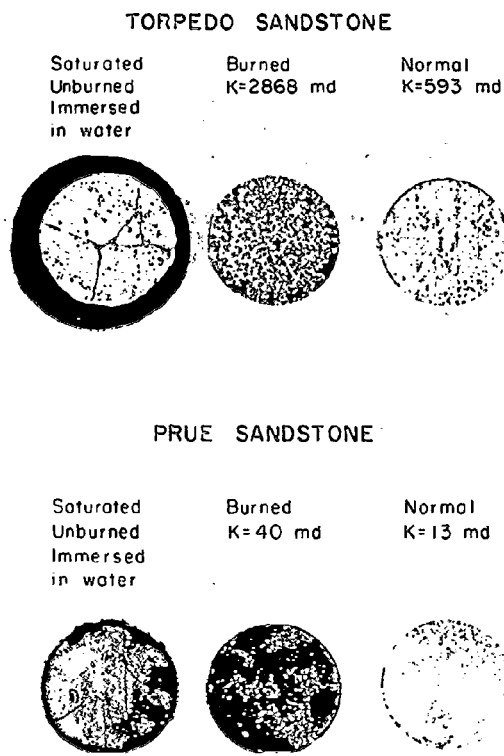 TORPEDO SANDSTONE
Saturated
Unburned
Immersed
in water
Burned
K=2868 md
Normal
K=593 md
PRUE SANDSTONE
Saturated
Unburned
Immersed
in water
Burned
K=40 md
Normal
K=13 md